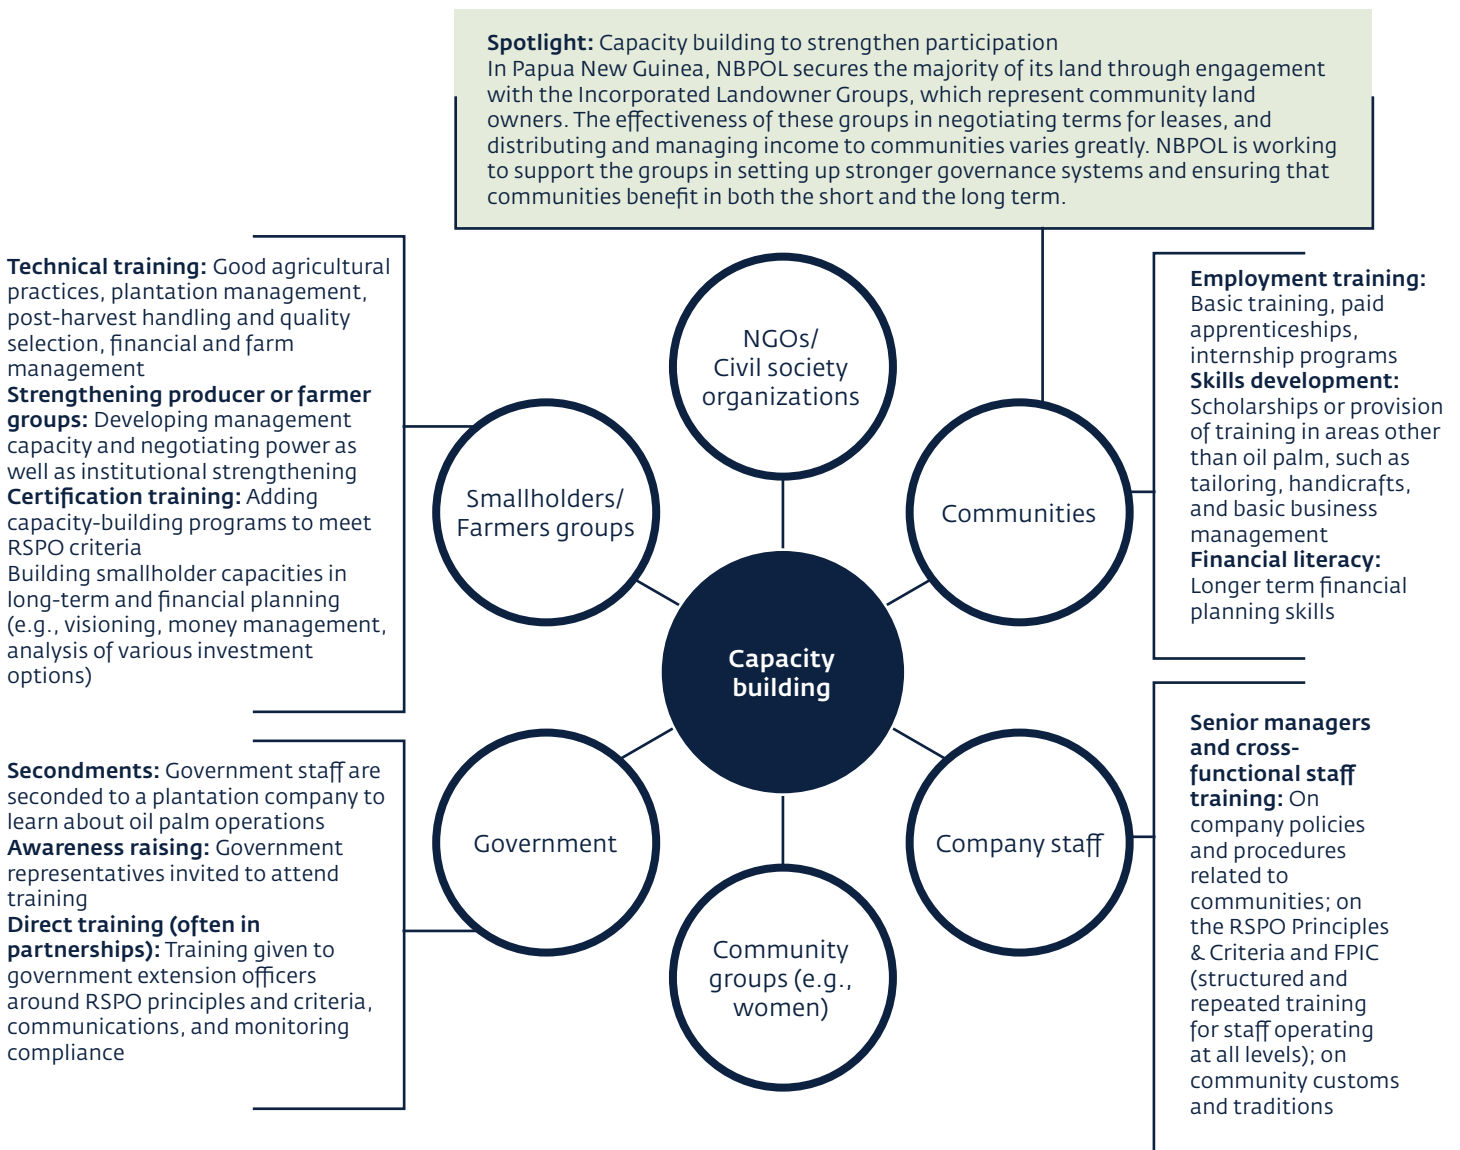 Spotlight: Capacity building to strengthen participation
In Papua New Guinea, NBPOL secures the majority of its land through engagement
with the Incorporated Landowner Groups, which represent community land
owners. The effectiveness of these groups in negotiating terms for leases, and
distributing and managing income to communities varies greatly. NBPOL is working
to support the groups in setting up stronger governance systems and ensuring that
communities benefit in both the short and the long term.
Technical training: Good agricultural
practices, plantation management,
post-harvest handling and quality
selection, financial and farm
management
Strengthening producer or farmer
groups: Developing management
capacity and negotiating power as
well as institutional strengthening
Certification training: Adding
capacity-building programs to meet
RSPO criteria
Building smallholder capacities in
long-term and financial planning
(e.g., visioning, money management,
analysis of various investment
options)
Secondments: Government staff are
seconded to a plantation company to
learn about oil palm operations
Awareness raising: Government
representatives invited to attend
training
Direct training (often in
partnerships): Training given to
government extension officers
around RSPO principles and criteria,
communications, and monitoring
compliance
NGOs/
Civil society
organizations
Smallholders/
Farmers groups
Communities
Capacity
building
Government
Company staff
Community
groups (e.g.,
women)
Employment training:
Basic training, paid
apprenticeships,
internship programs
Skills development:
Scholarships or provision
of training in areas other
than oil palm, such as
tailoring, handicrafts,
and basic business
management
Financial literacy:
Longer term financial
planning skills
Senior managers
and cross-
functional staff
training: On
company policies
and procedures
related to
communities; on
the RSPO Principles
& Criteria and FPIC
(structured and
repeated training
for staff operating
at all levels); on
community customs
and traditions